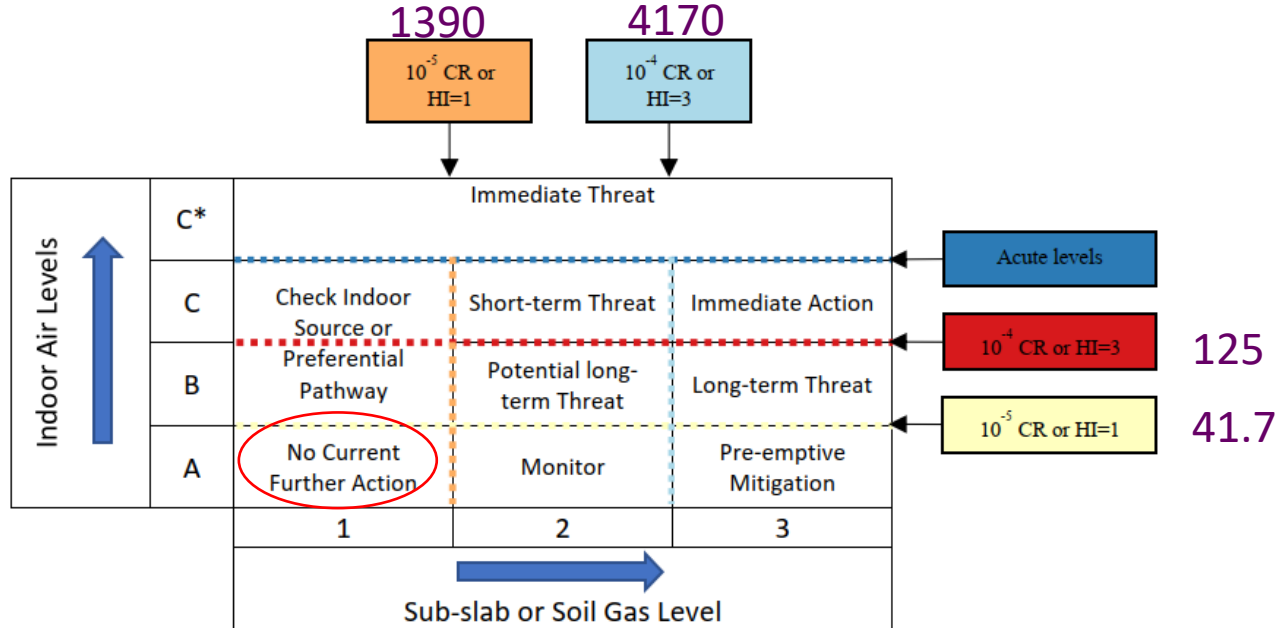 1390
4170
10^-5 CR or
HI=1
10^-4 CR or
HI=3
Immediate Threat
C*
Acute levels
Indoor Air Levels
C
Check Indoor
Source or
Preferential
Pathway
Short-term Threat
Immediate Action
10^-4 CR or HI=3
125
B
Potential long-
term Threat
Long-term Threat
10^-5 CR or HI=1
41.7
A
No Current
Further Action
Monitor
Pre-emptive
Mitigation
1
2
3
Sub-slab or Soil Gas Level